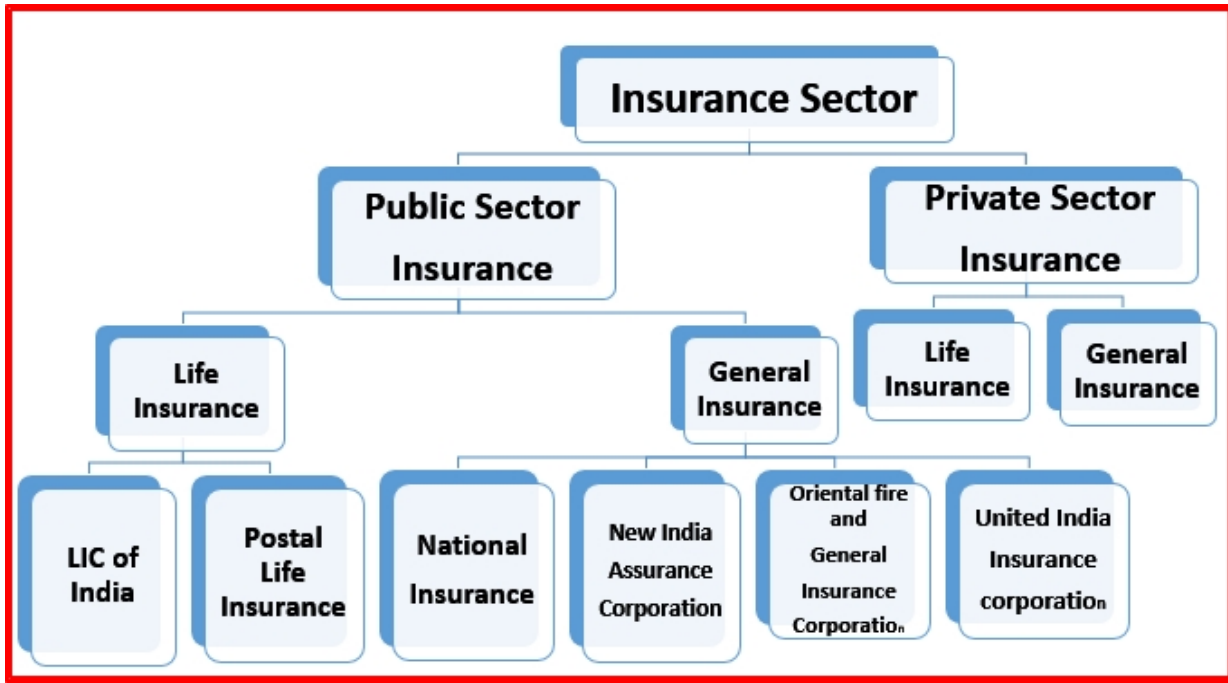 Insurance Sector
Public Sector
Insurance
Private Sector
Insurance
Life
Insurance
General
Insurance
Life
Insurance
General
Insurance
LIC of
India
Postal
Life
Insurance
National
Insurance
New India
Assurance
Corporation
Oriental fire
and
General
Insurance
Corporation
United India
Insurance
corporation